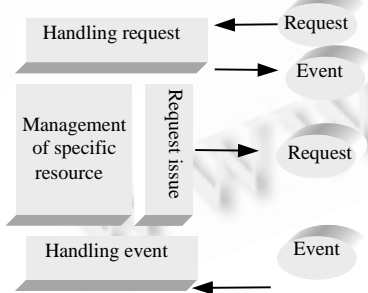 Request
Handling request
Event
Management
of specific
resource
Request issue
Request
Handling event
Event